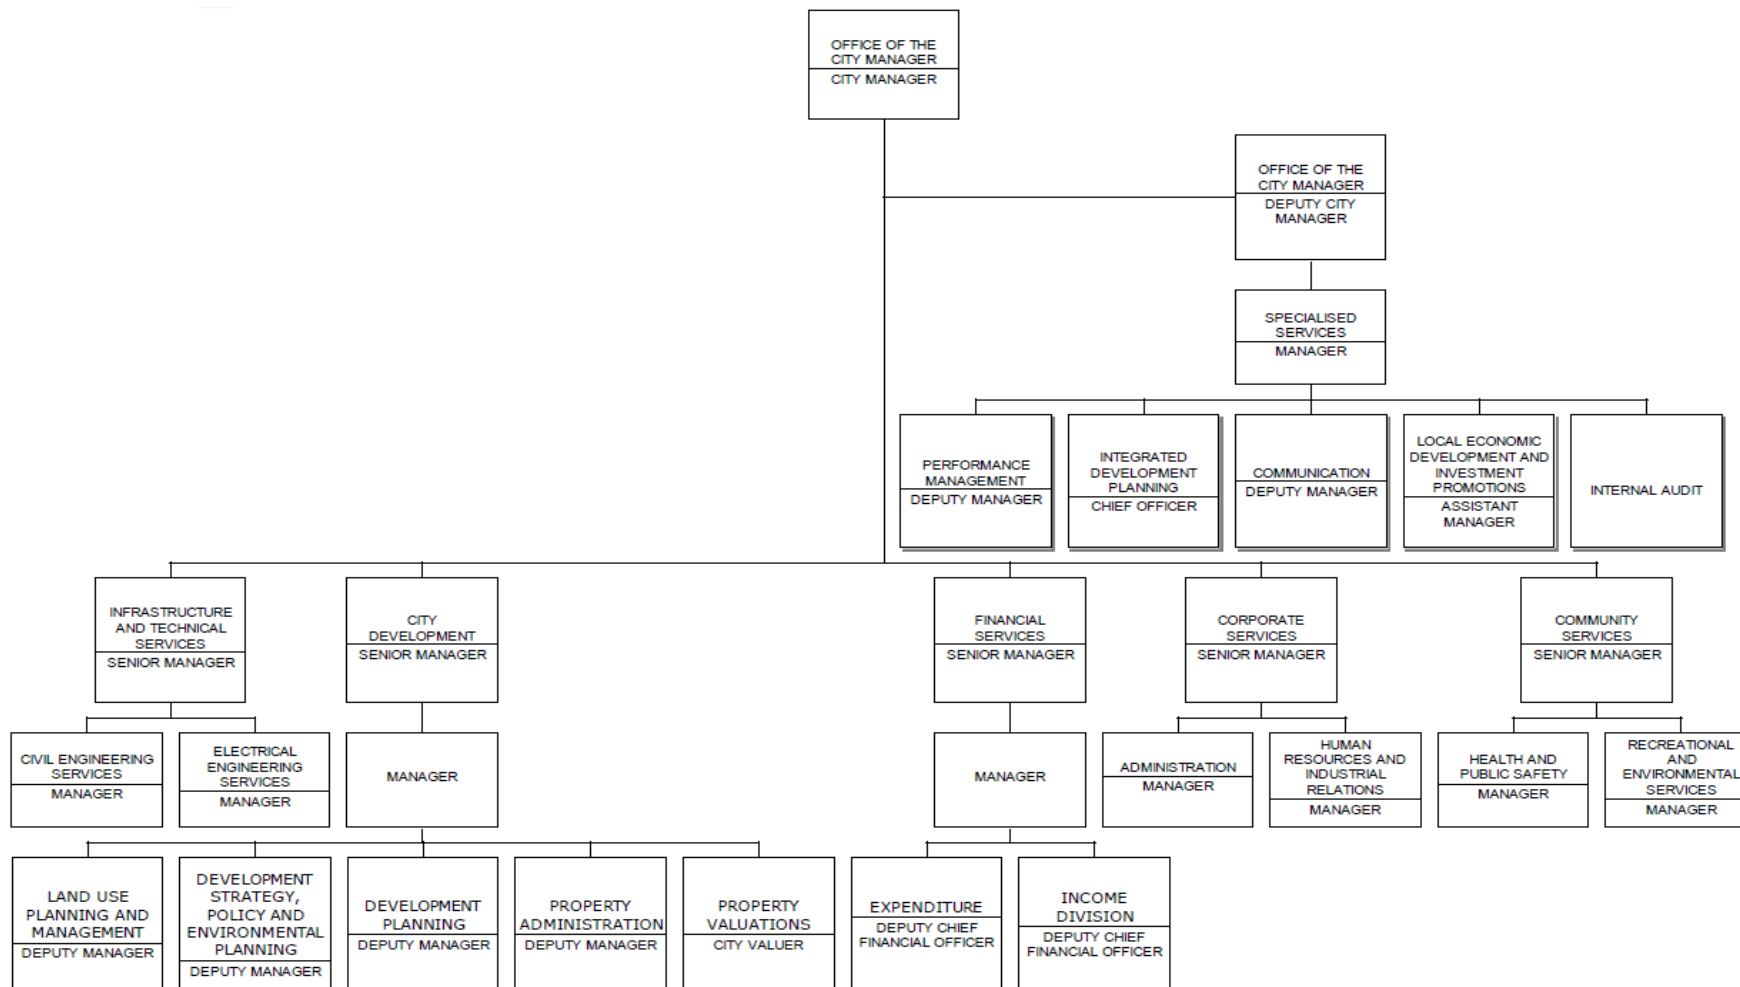 OFFICE OF THE
CITY MANAGER
CITY MANAGER
OFFICE OF THE
CITY MANAGER
DEPUTY CITY
MANAGER
SPECIALISED
SERVICES
MANAGER
PERFORMANCE
MANAGEMENT
DEPUTY MANAGER
INTEGRATED
DEVELOPMENT
PLANNING
CHIEF OFFICER
COMMUNICATION
DEPUTY MANAGER
LOCAL ECONOMIC
DEVELOPMENT AND
INVESTMENT
PROMOTIONS
ASSISTANT
MANAGER
INTERNAL AUDIT
INFRASTRUCTURE
AND TECHNICAL
SERVICES
SENIOR MANAGER
CITY
DEVELOPMENT
SENIOR MANAGER
FINANCIAL
SERVICES
SENIOR MANAGER
CORPORATE
SERVICES
SENIOR MANAGER
COMMUNITY
SERVICES
SENIOR MANAGER
CIVIL ENGINEERING
SERVICES
MANAGER
ELECTRICAL
ENGINEERING
SERVICES
MANAGER
MANAGER
MANAGER
ADMINISTRATION
MANAGER
HUMAN
RESOURCES AND
INDUSTRIAL
RELATIONS
MANAGER
HEALTH AND
PUBLIC SAFETY
MANAGER
RECREATIONAL
AND
ENVIRONMENTAL
SERVICES
MANAGER
LAND USE
PLANNING AND
MANAGEMENT
DEPUTY MANAGER
DEVELOPMENT
STRATEGY,
POLICY AND
ENVIRONMENTAL
PLANNING
DEPUTY MANAGER
DEVELOPMENT
PLANNING
DEPUTY MANAGER
PROPERTY
ADMINISTRATION
DEPUTY MANAGER
PROPERTY
VALUATIONS
CITY VALUER
EXPENDITURE
DEPUTY CHIEF
FINANCIAL OFFICER
INCOME
DIVISION
DEPUTY CHIEF
FINANCIAL OFFICER